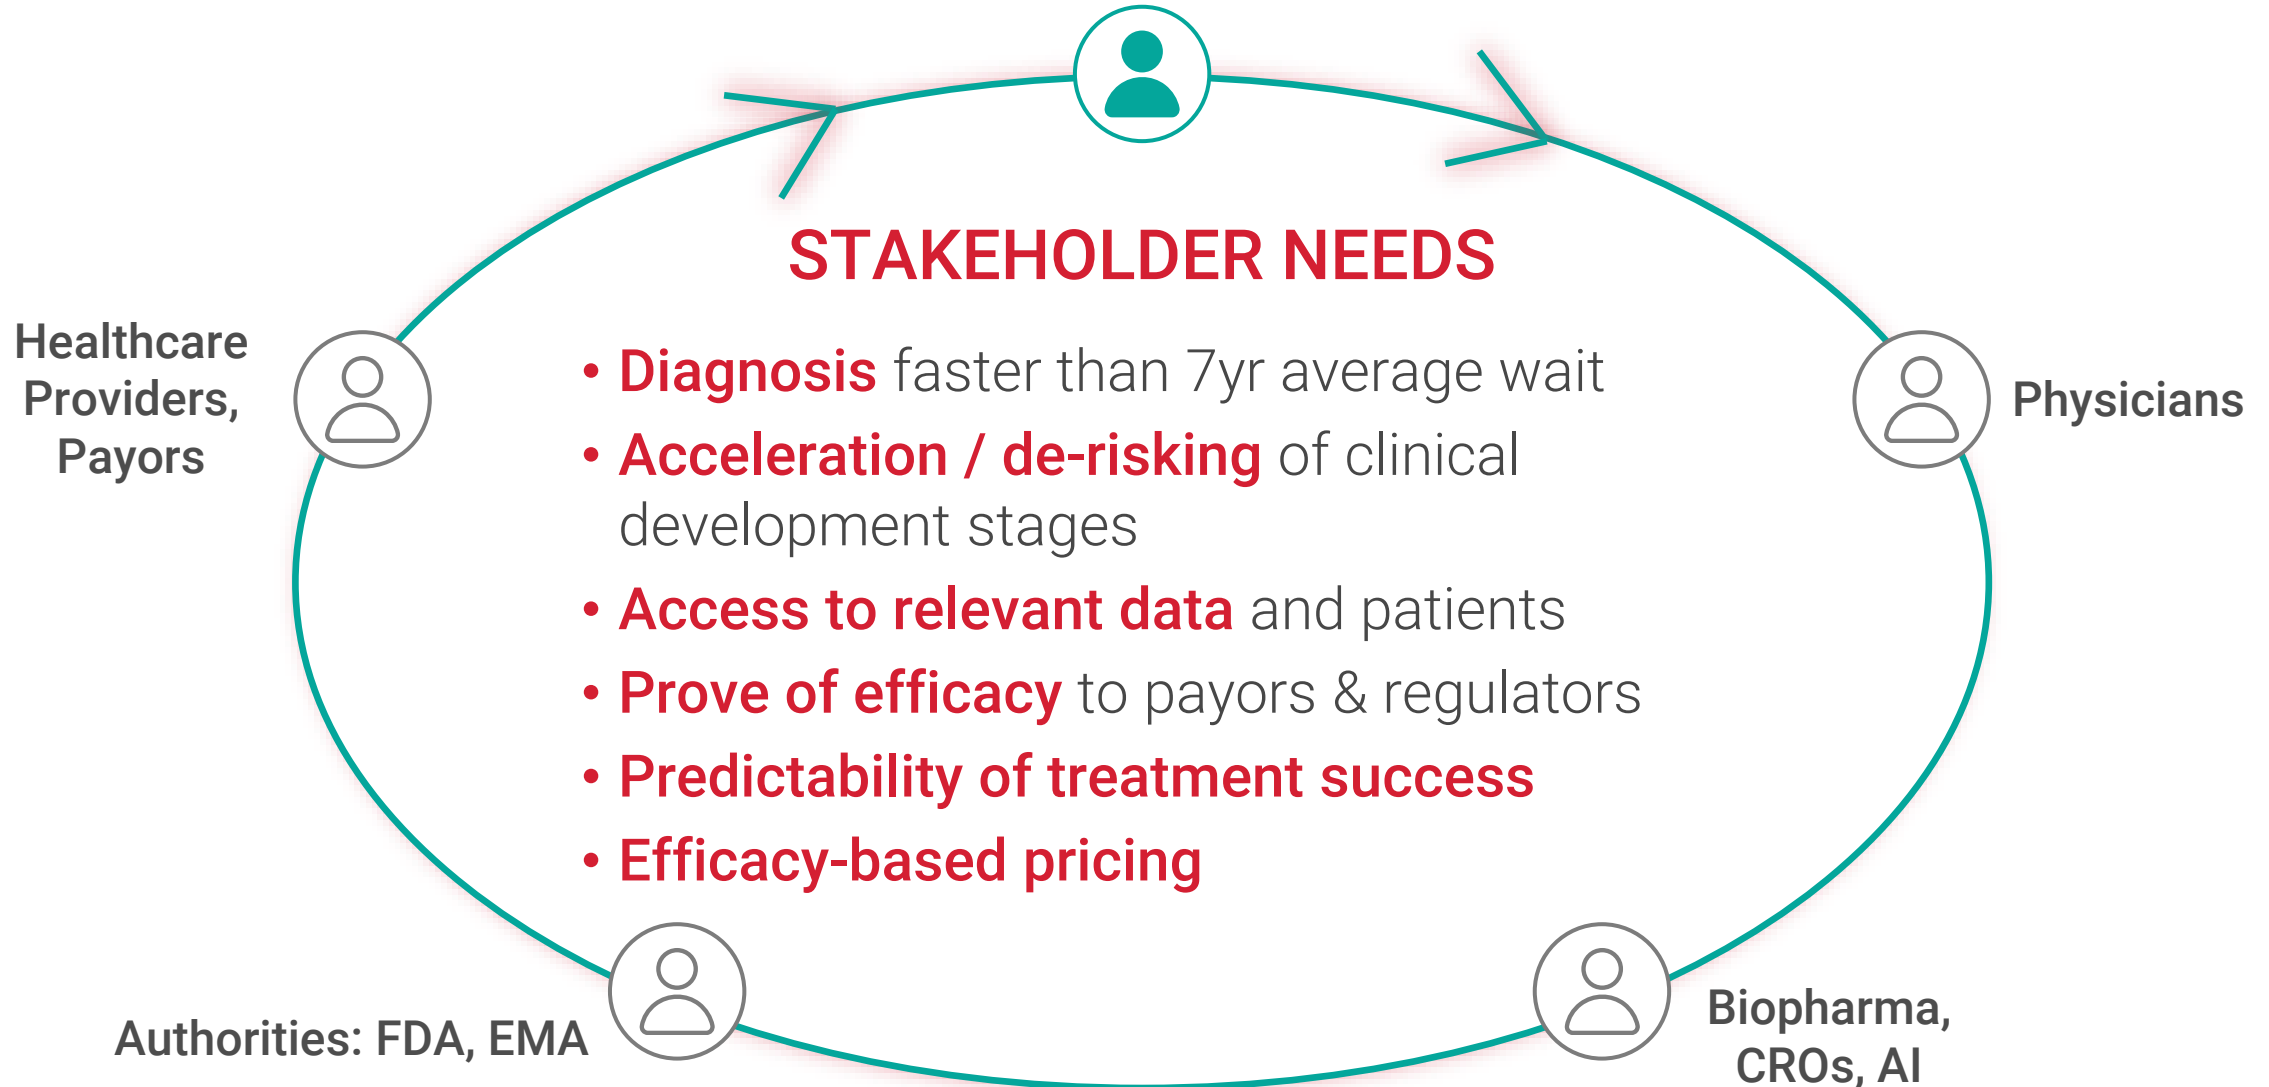 STAKEHOLDER NEEDS
Healthcare
Providers,
Payors
• Diagnosis faster than 7yr average wait
• Acceleration / de-risking of clinical
development stages
• Access to relevant data and patients
• Prove of efficacy to payors & regulators
• Predictability of treatment success
• Efficacy-based pricing
Physicians
Authorities: FDA, EMA
Biopharma,
CROs, AI